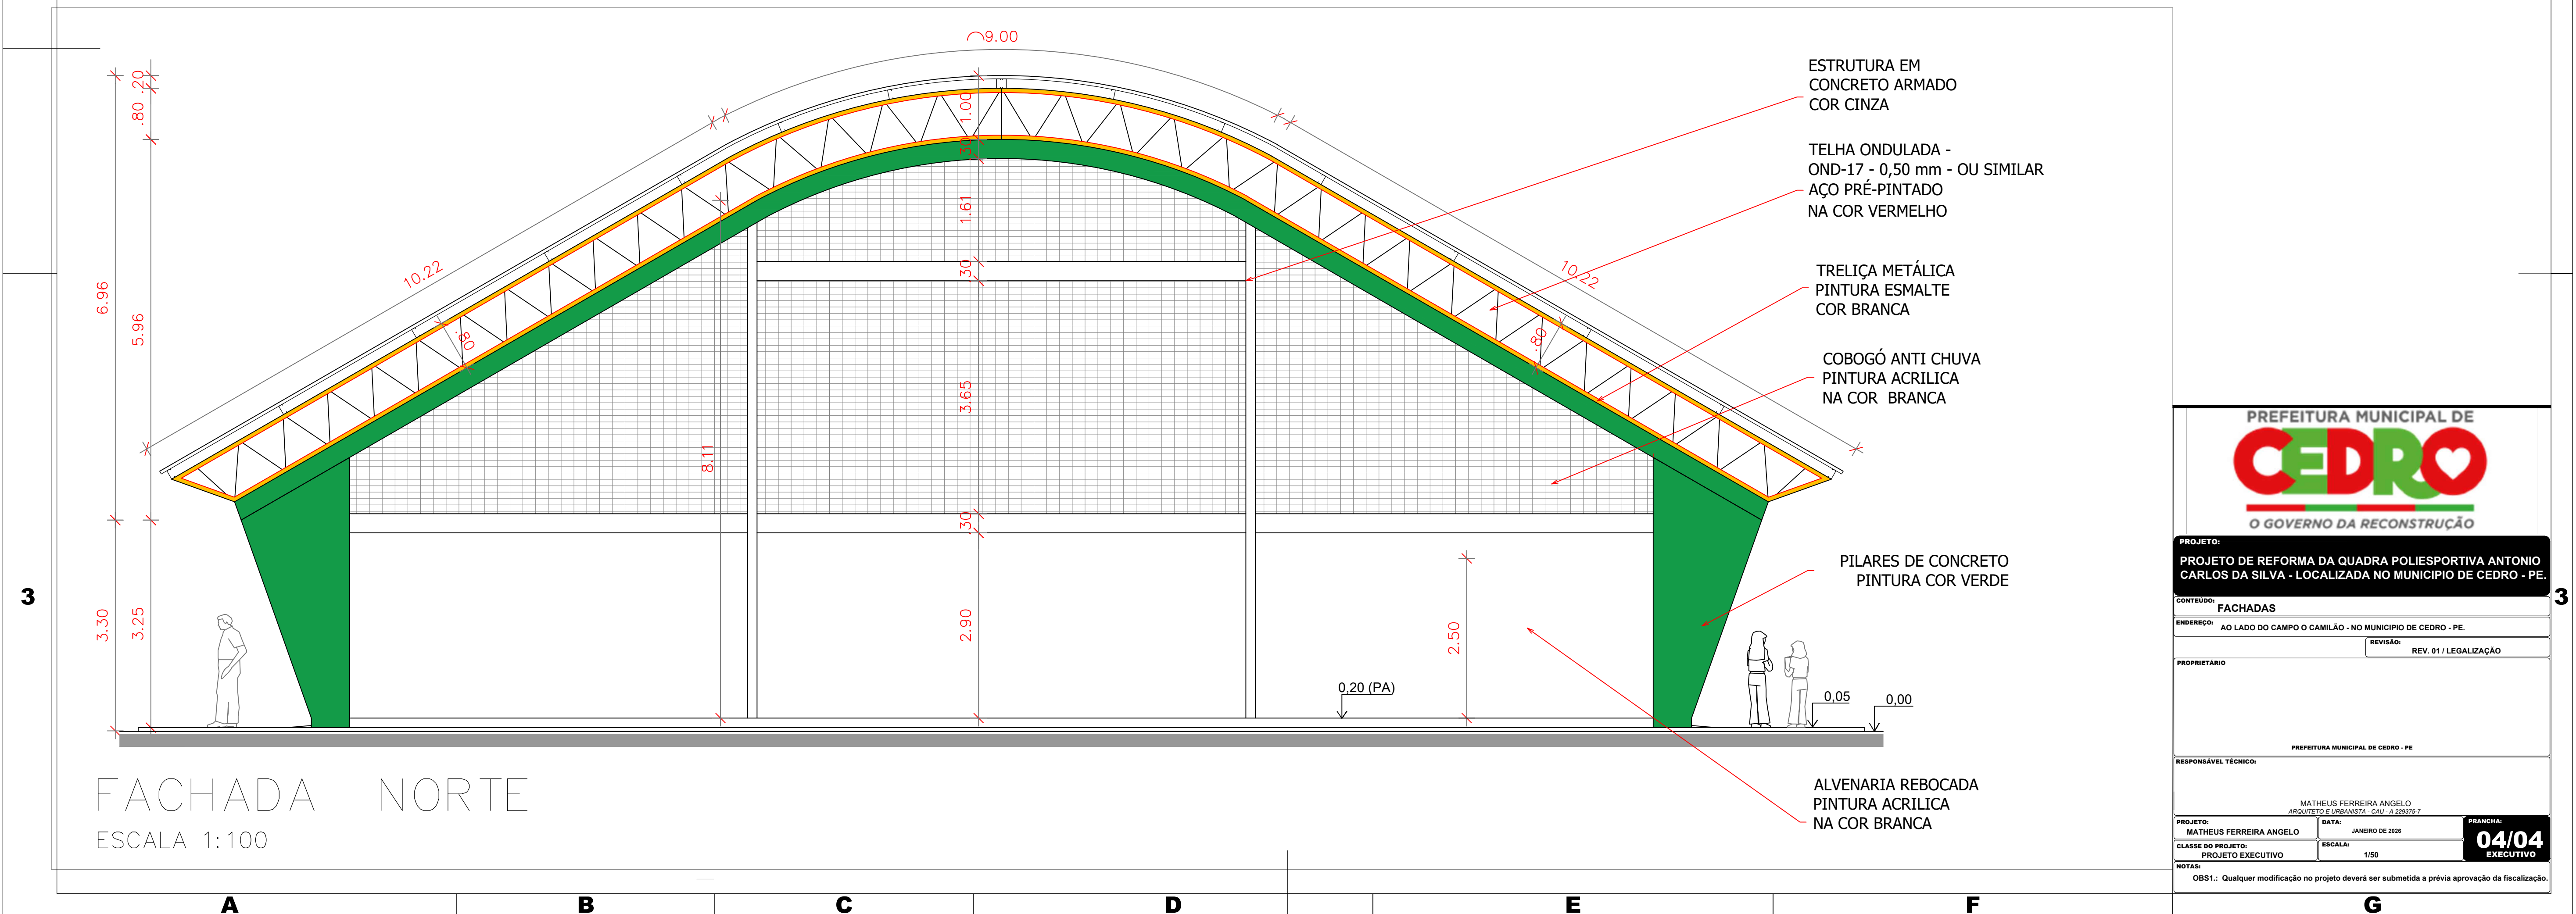 ⌒9.00
.20
.80
1.00
.30
1.61
.30
10.22
10.22
6.96
5.96
.80
.80
3.65
8.11
.30
3.30
3.25
2.90
2.50
0,20 (PA)
0,05
0,00
ESTRUTURA EM
CONCRETO ARMADO
COR CINZA
TELHA ONDULADA -
OND-17 - 0,50 mm - OU SIMILAR
AÇO PRÉ-PINTADO
NA COR VERMELHO
TRELIÇA METÁLICA
PINTURA ESMALTE
COR BRANCA
COBOGÓ ANTI CHUVA
PINTURA ACRILICA
NA COR BRANCA
PILARES DE CONCRETO
PINTURA COR VERDE
ALVENARIA REBOCADA
PINTURA ACRILICA
NA COR BRANCA
FACHADA NORTE
ESCALA 1:100
3
3
A
B
C
D
E
F
G
PREFEITURA MUNICIPAL DE
CEDRO
O GOVERNO DA RECONSTRUÇÃO
PROJETO:
PROJETO DE REFORMA DA QUADRA POLIESPORTIVA ANTONIO
CARLOS DA SILVA - LOCALIZADA NO MUNICIPIO DE CEDRO - PE.
CONTEÚDO:
FACHADAS
ENDEREÇO:
AO LADO DO CAMPO O CAMILÃO - NO MUNICIPIO DE CEDRO - PE.
REVISÃO:
REV. 01 / LEGALIZAÇÃO
PROPRIETÁRIO
PREFEITURA MUNICIPAL DE CEDRO - PE
RESPONSÁVEL TÉCNICO:
MATHEUS FERREIRA ANGELO
ARQUITETO E URBANISTA - CAU - A 229375-7
PROJETO:
MATHEUS FERREIRA ANGELO
DATA:
JANEIRO DE 2026
PRANCHA:
04/04
EXECUTIVO
CLASSE DO PROJETO:
PROJETO EXECUTIVO
ESCALA:
1/50
NOTAS:
OBS1.: Qualquer modificação no projeto deverá ser submetida a prévia aprovação da fiscalização.